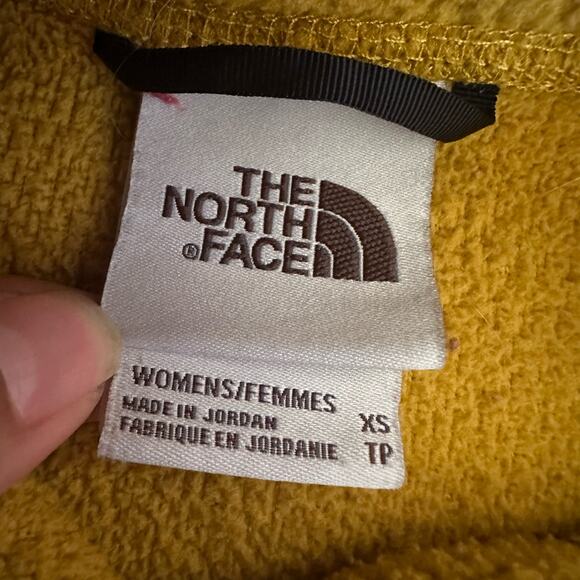 THE
NORTH
®FACE
WOMENS/FEMMES
MADE IN JORDAN XS
FABRIQUE EN JORDANIE TP